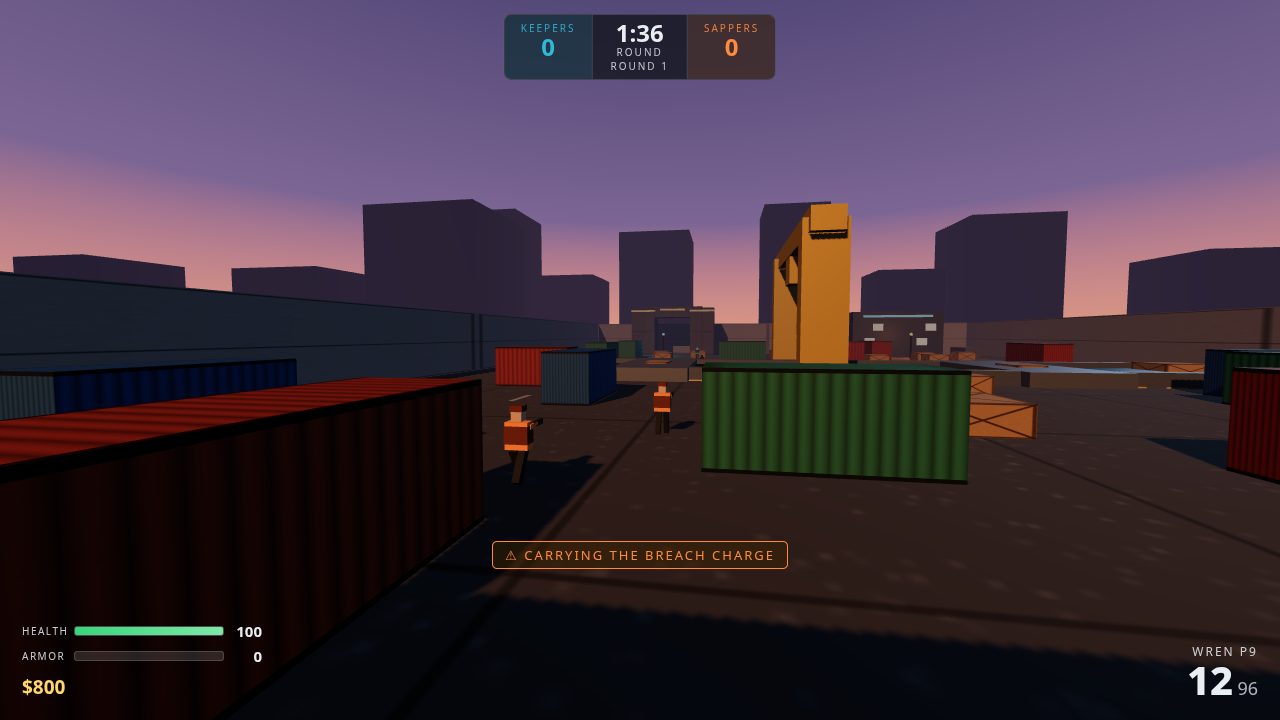 KEEPERS
0
1:36
ROUND
ROUND 1
SAPPERS
0
⚠ CARRYING THE BREACH CHARGE
HEALTH 100
ARMOR 0
$800
WREN P9
12 96